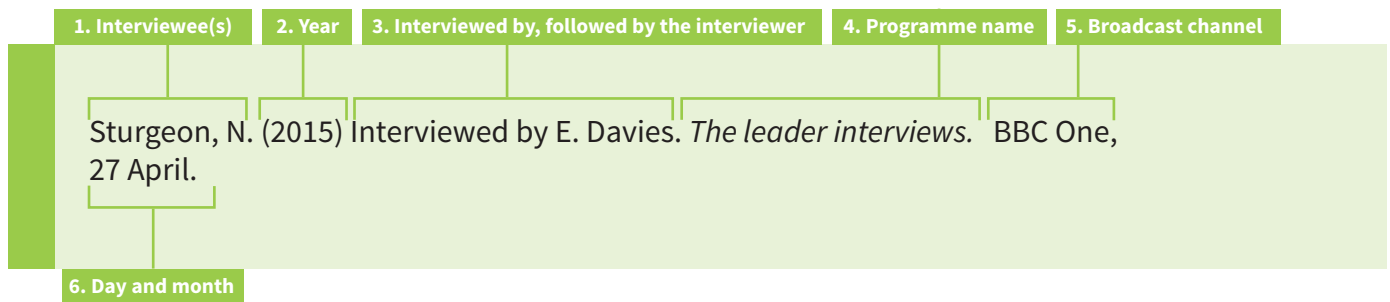 1. Interviewee(s) 2. Year 3. Interviewed by, followed by the interviewer 4. Programme name 5. Broadcast channel
Sturgeon, N. (2015) Interviewed by E. Davies. The leader interviews. BBC One,
27 April.
6. Day and month